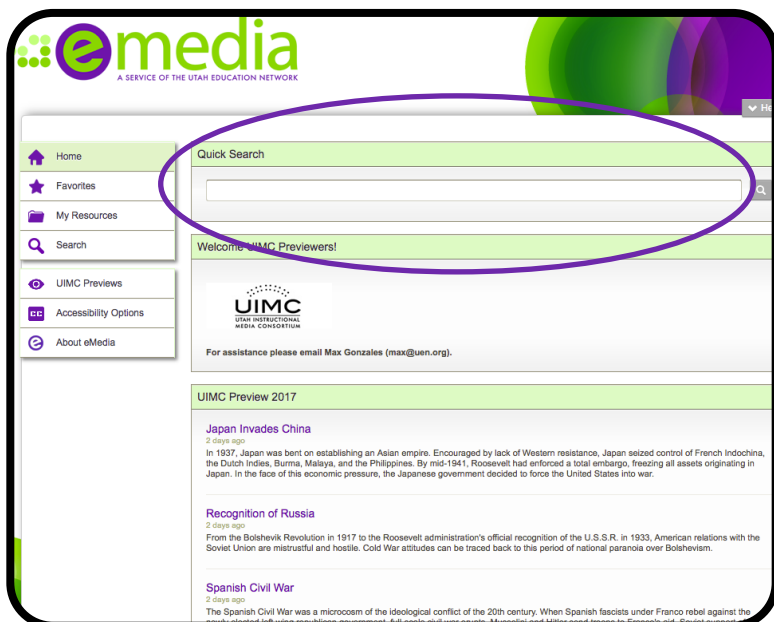 emedia
A SERVICE OF THE UTAH EDUCATION NETWORK
He
Home
Favorites
My Resources
Search
UIMC Previews
CC Accessibility Options
e About eMedia
Quick Search
Welcome UIMC Previewers!
UIMC
UTAH INSTRUCTIONAL
MEDIA CONSORTIUM
For assistance please email Max Gonzales (max@uen.org).
UIMC Preview 2017
Japan Invades China
2 days ago
In 1937, Japan was bent on establishing an Asian empire. Encouraged by lack of Western resistance, Japan seized control of French Indochina,
the Dutch Indies, Burma, Malaya, and the Philippines. By mid-1941, Roosevelt had enforced a total embargo, freezing all assets originating in
Japan. In the face of this economic pressure, the Japanese government decided to force the United States into war.
Recognition of Russia
2 days ago
From the Bolshevik Revolution in 1917 to the Roosevelt administration's official recognition of the U.S.S.R. in 1933, American relations with the
Soviet Union are mistrustful and hostile. Cold War attitudes can be traced back to this period of national paranoia over Bolshevism.
Spanish Civil War
2 days ago
The Spanish Civil War was a microcosm of the ideological conflict of the 20th century. When Spanish fascists under Franco rebel against the